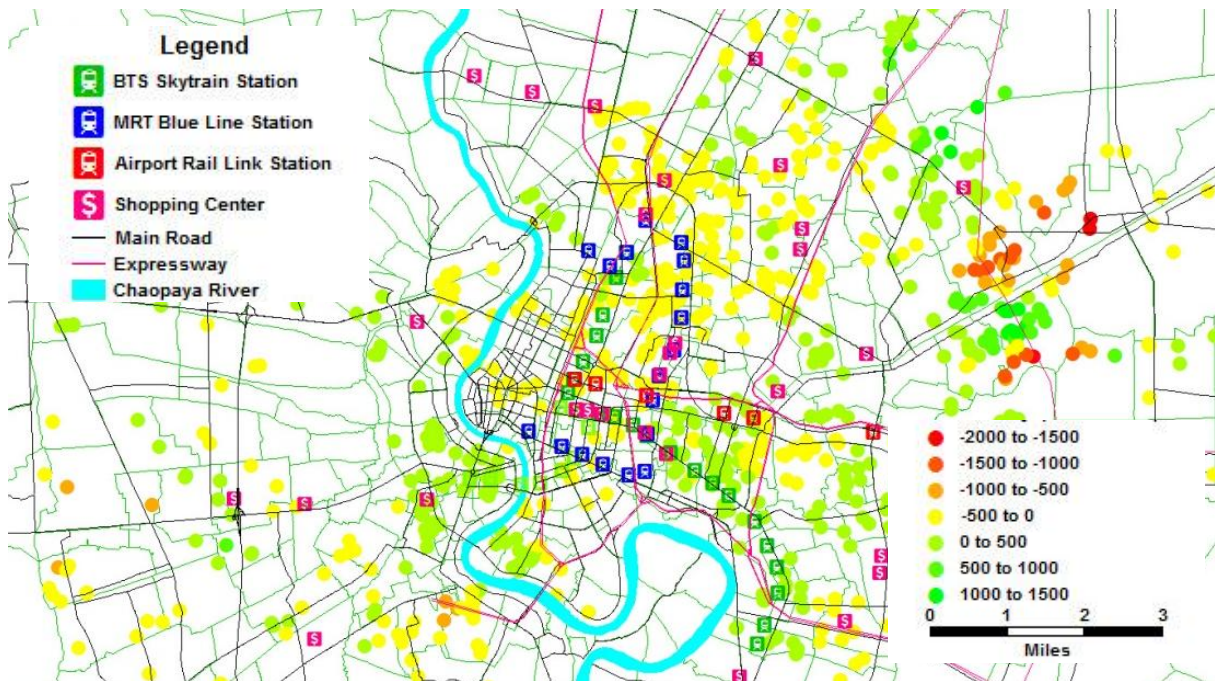 Legend
BTS Skytrain Station
MRT Blue Line Station
Airport Rail Link Station
$ Shopping Center
Main Road
Expressway
Chaopaya River
-2000 to -1500
-1500 to -1000
-1000 to -500
-500 to 0
0 to 500
500 to 1000
1000 to 1500
0 1 2 3
Miles